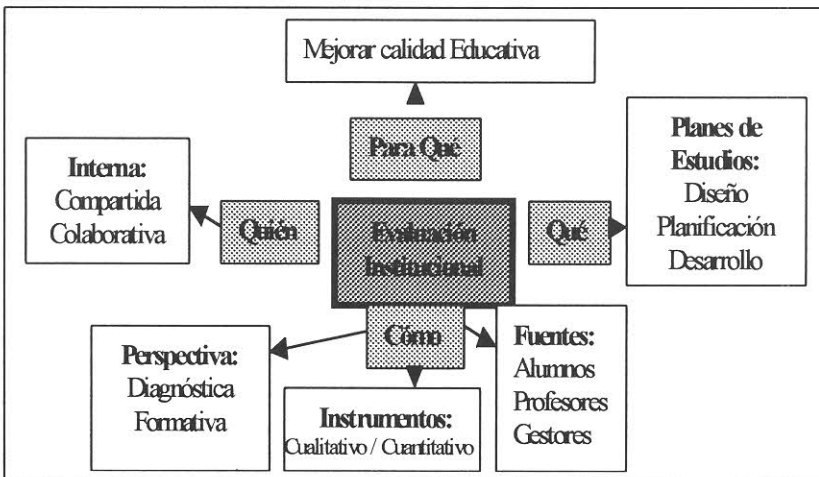 Mejorar calidad Educativa
Para Qué
Interna:
Compartida
Colaborativa
Quién
Evaluación
Institucional
Qué
Planes de
Estudios:
Diseño
Planificación
Desarrollo
Cómo
Perspectiva:
Diagnóstica
Formativa
Instrumentos:
Cualitativo / Cuantitativo
Fuentes:
Alumnos
Profesores
Gestores